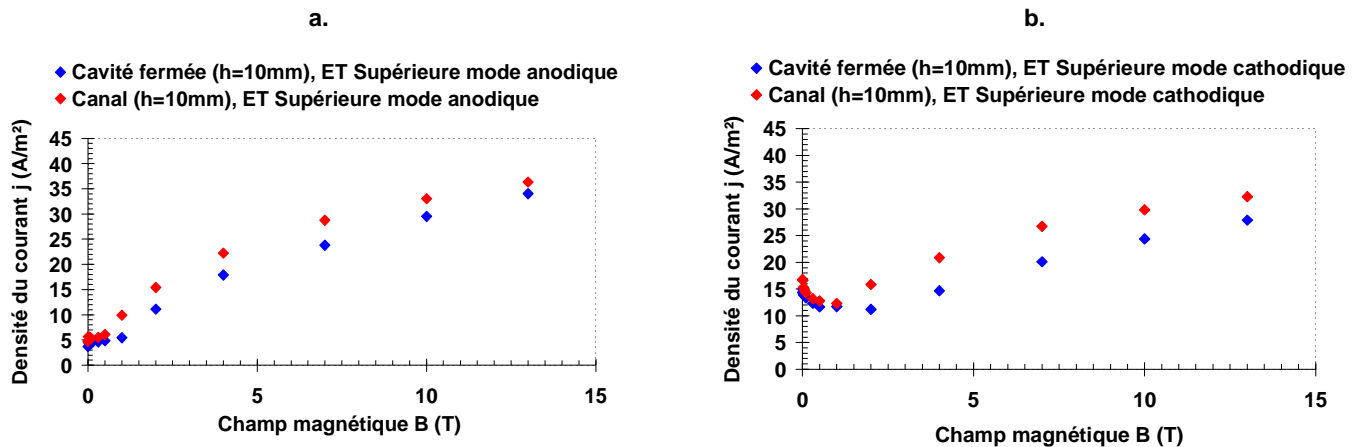 a.
Cavité fermée (h=10mm), ET Supérieure mode anodique
Canal (h=10mm), ET Supérieure mode anodique
Densité du courant j (A/m²)
45
40
35
30
25
20
15
10
5
0
0
5
10
15
Champ magnétique B (T)
b.
Cavité fermée (h=10mm), ET Supérieure mode cathodique
Canal (h=10mm), ET Supérieure mode cathodique
Densité du courant j (A/m²)
45
40
35
30
25
20
15
10
5
0
0
5
10
15
Champ magnétique B (T)